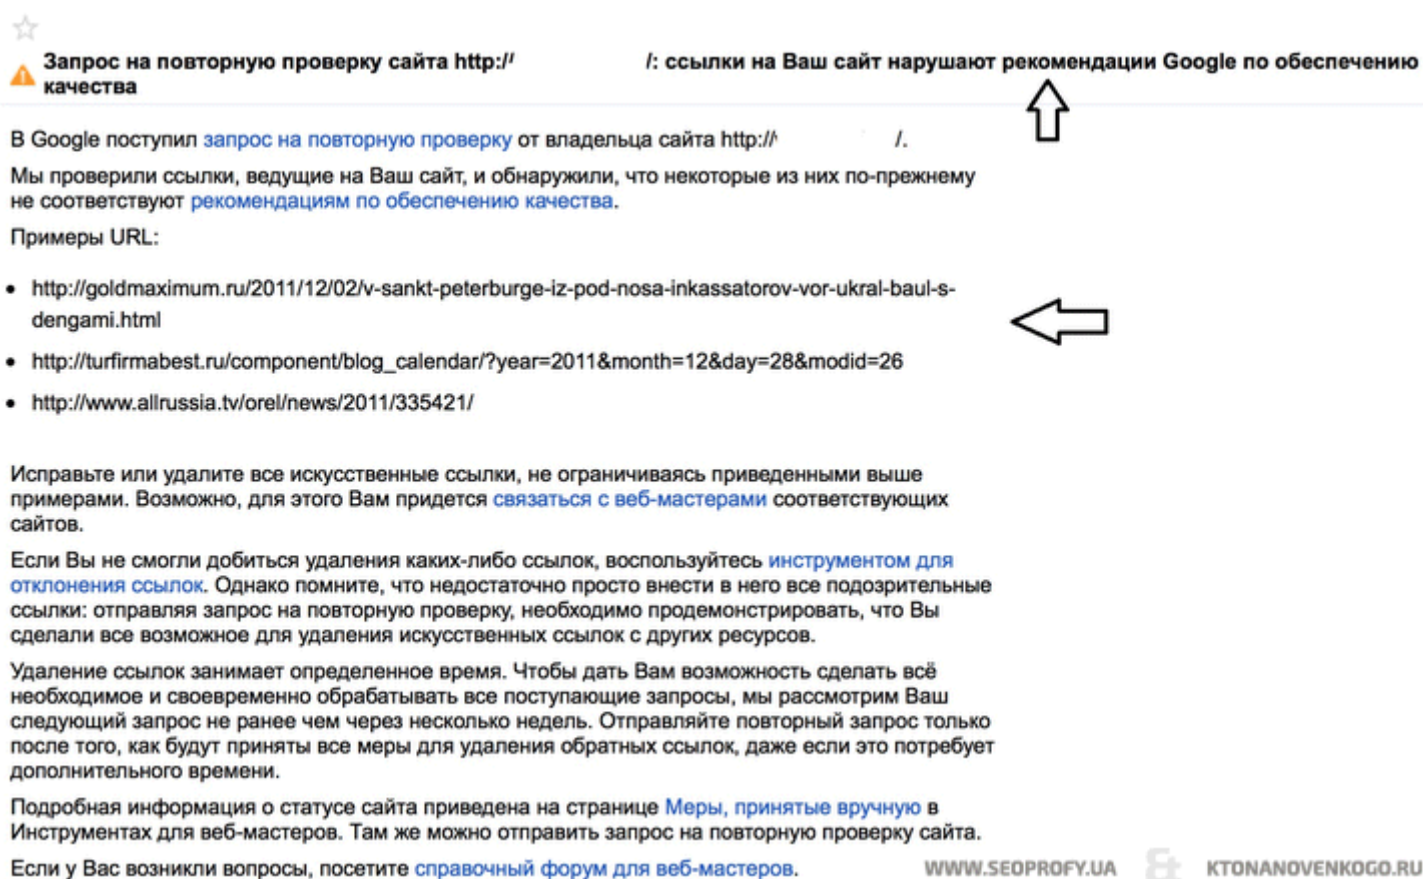 Запрос на повторную проверку сайта http:// /: ссылки на Ваш сайт нарушают рекомендации Google по обеспечению
качества
В Google поступил запрос на повторную проверку от владельца сайта http:// /.
Мы проверили ссылки, ведущие на Ваш сайт, и обнаружили, что некоторые из них по-прежнему
не соответствуют рекомендациям по обеспечению качества.
Примеры URL:
• http://goldmaximum.ru/2011/12/02/v-sankt-peterburge-iz-pod-nosa-inkassatorov-vor-ukral-baul-s-
dengami.html
• http://turfirmabest.ru/component/blog_calendar/?year=2011&month=12&day=28&modid=26
• http://www.allrussia.tv/orel/news/2011/335421/
Исправьте или удалите все искусственные ссылки, не ограничиваясь приведенными выше
примерами. Возможно, для этого Вам придется связаться с веб-мастерами соответствующих
сайтов.
Если Вы не смогли добиться удаления каких-либо ссылок, воспользуйтесь инструментом для
отклонения ссылок. Однако помните, что недостаточно просто внести в него все подозрительные
ссылки: отправляя запрос на повторную проверку, необходимо продемонстрировать, что Вы
сделали все возможное для удаления искусственных ссылок с других ресурсов.
Удаление ссылок занимает определенное время. Чтобы дать Вам возможность сделать всё
необходимое и своевременно обрабатывать все поступающие запросы, мы рассмотрим Ваш
следующий запрос не ранее чем через несколько недель. Отправляйте повторный запрос только
после того, как будут приняты все меры для удаления обратных ссылок, даже если это потребует
дополнительного времени.
Подробная информация о статусе сайта приведена на странице Меры, принятые вручную в
Инструментах для веб-мастеров. Там же можно отправить запрос на повторную проверку сайта.
Если у Вас возникли вопросы, посетите справочный форум для веб-мастеров.
WWW.SEOPROFY.UA & KTONANOVENKOGO.RU